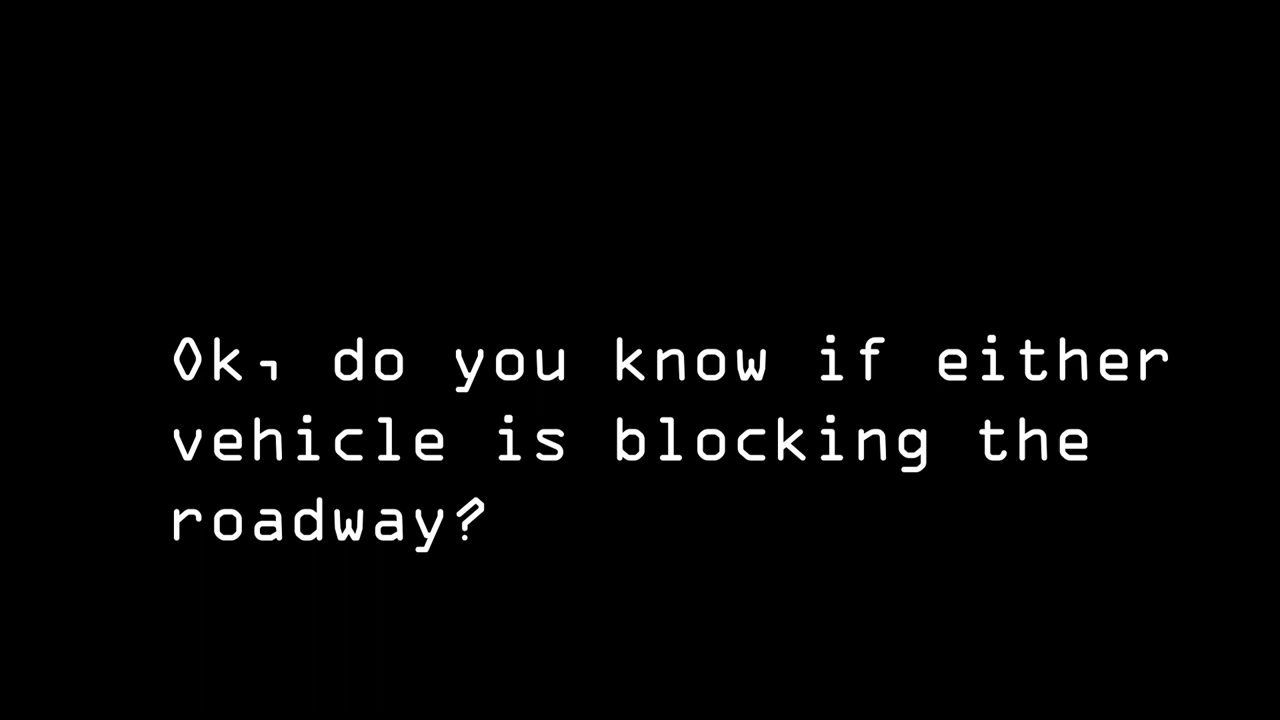 Ok, do you know if either
vehicle is blocking the
roadway?